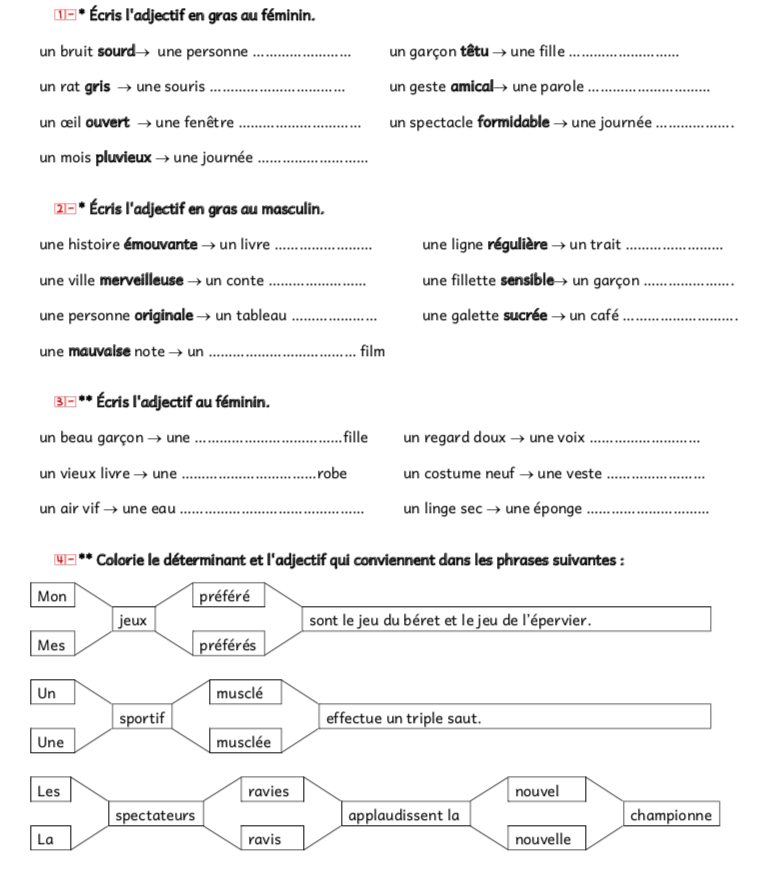 1- * Écris l'adjectif en gras au féminin.
un bruit sourd→ une personne ........................ un garçon têtu → une fille ...........................
un rat gris → une souris ................................. un geste amical→ une parole ..............................
un œil ouvert → une fenêtre .............................. un spectacle formidable → une journée ...................
un mois pluvieux → une journée ...........................
2- * Écris l'adjectif en gras au masculin.
une histoire émouvante → un livre ........................ une ligne régulière → un trait ........................
une ville merveilleuse → un conte ........................ une fillette sensible→ un garçon ......................
une personne originale → un tableau ..................... une galette sucrée → un café ............................
une mauvaise note → un .................................... film
3- ** Écris l'adjectif au féminin.
un beau garçon → une ....................................fille un regard doux → une voix ...........................
un vieux livre → une .................................robe un costume neuf → une veste ........................
un air vif → une eau ............................................. un linge sec → une éponge ..............................
4- ** Colorie le déterminant et l'adjectif qui conviennent dans les phrases suivantes :
Mon préféré
jeux sont le jeu du béret et le jeu de l'épervier.
Mes préférés
Un musclé
sportif effectue un triple saut.
Une musclée
Les ravies nouvel
spectateurs applaudissent la championne
La ravis nouvelle